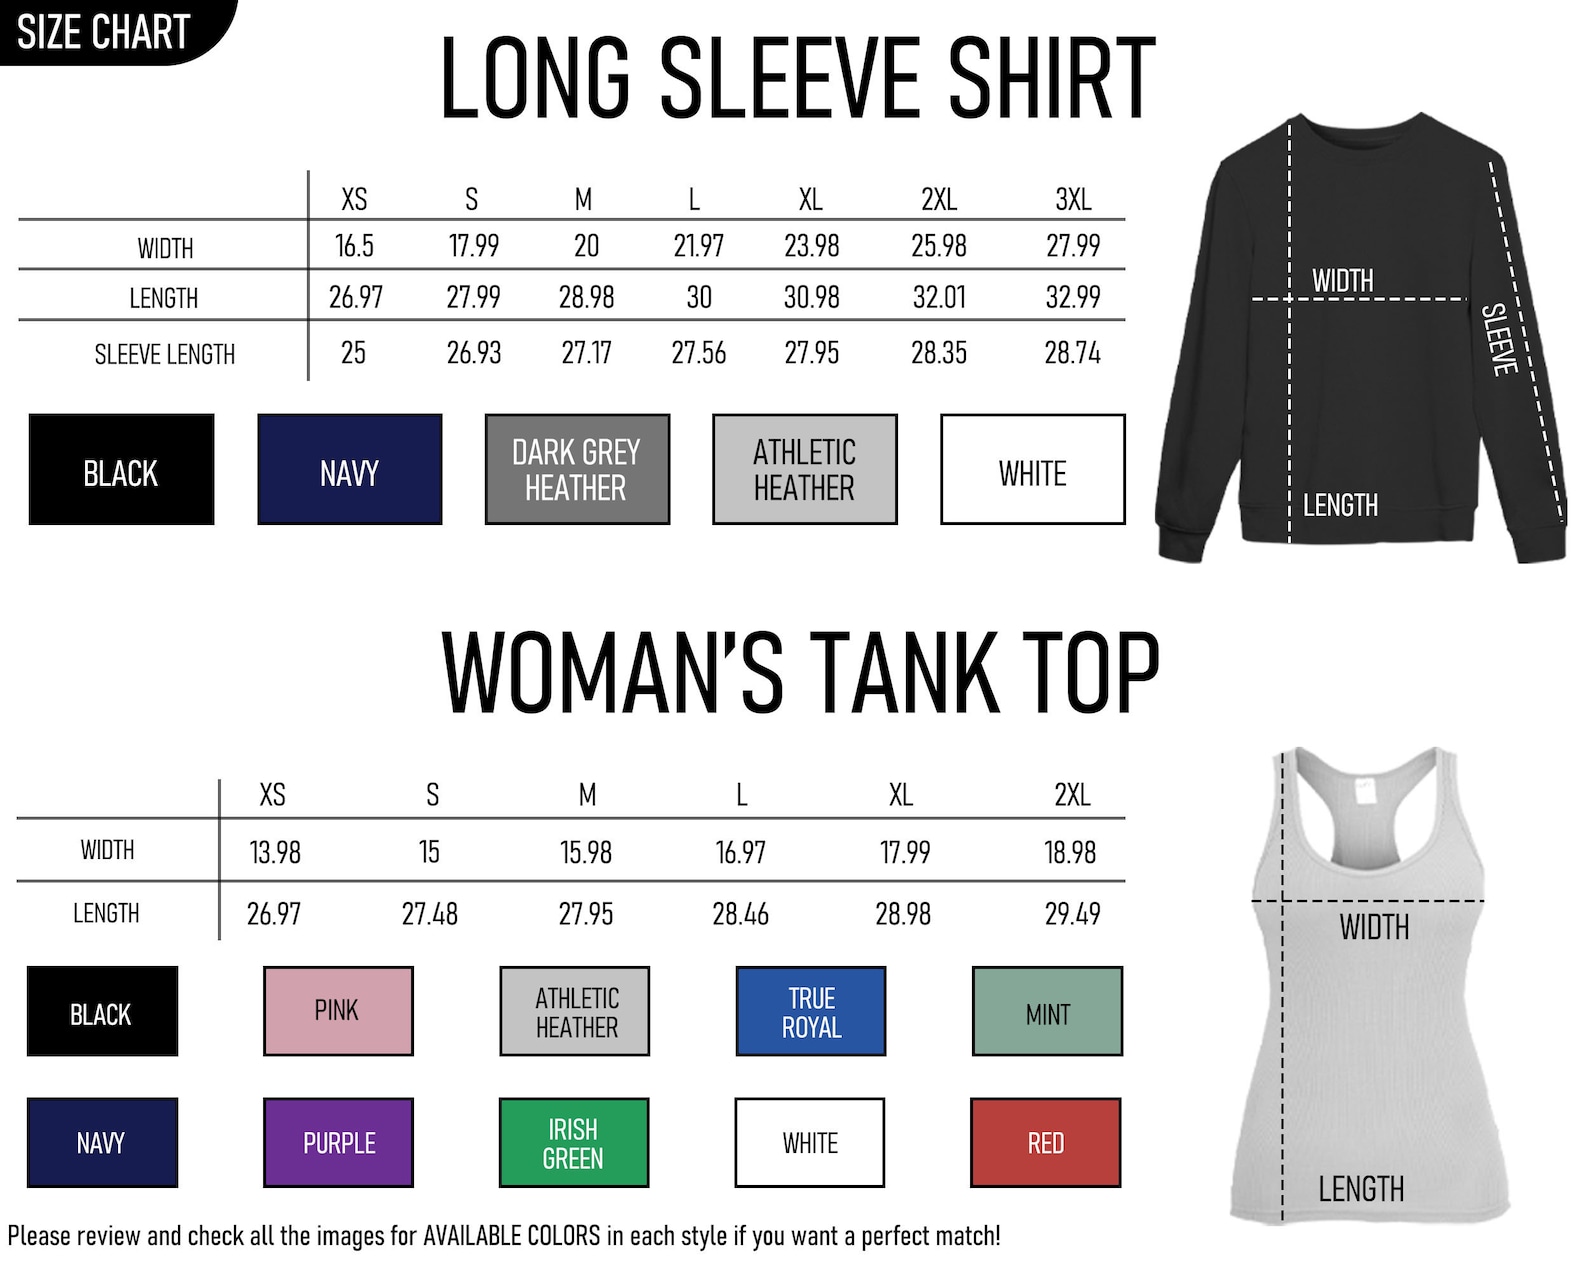 SIZE CHART
LONG SLEEVE SHIRT
XS S M L XL 2XL 3XL
WIDTH 16.5 17.99 20 21.97 23.98 25.98 27.99
LENGTH 26.97 27.99 28.98 30 30.98 32.01 32.99
SLEEVE LENGTH 25 26.93 27.17 27.56 27.95 28.35 28.74
BLACK
NAVY
DARK GREY
HEATHER
ATHLETIC
HEATHER
WHITE
WIDTH
SLEEVE
LENGTH
WOMAN'S TANK TOP
XS S M L XL 2XL
WIDTH 13.98 15 15.98 16.97 17.99 18.98
LENGTH 26.97 27.48 27.95 28.46 28.98 29.49
BLACK
PINK
ATHLETIC
HEATHER
TRUE
ROYAL
MINT
NAVY
PURPLE
IRISH
GREEN
WHITE
RED
WIDTH
LENGTH
Please review and check all the images for AVAILABLE COLORS in each style if you want a perfect match!